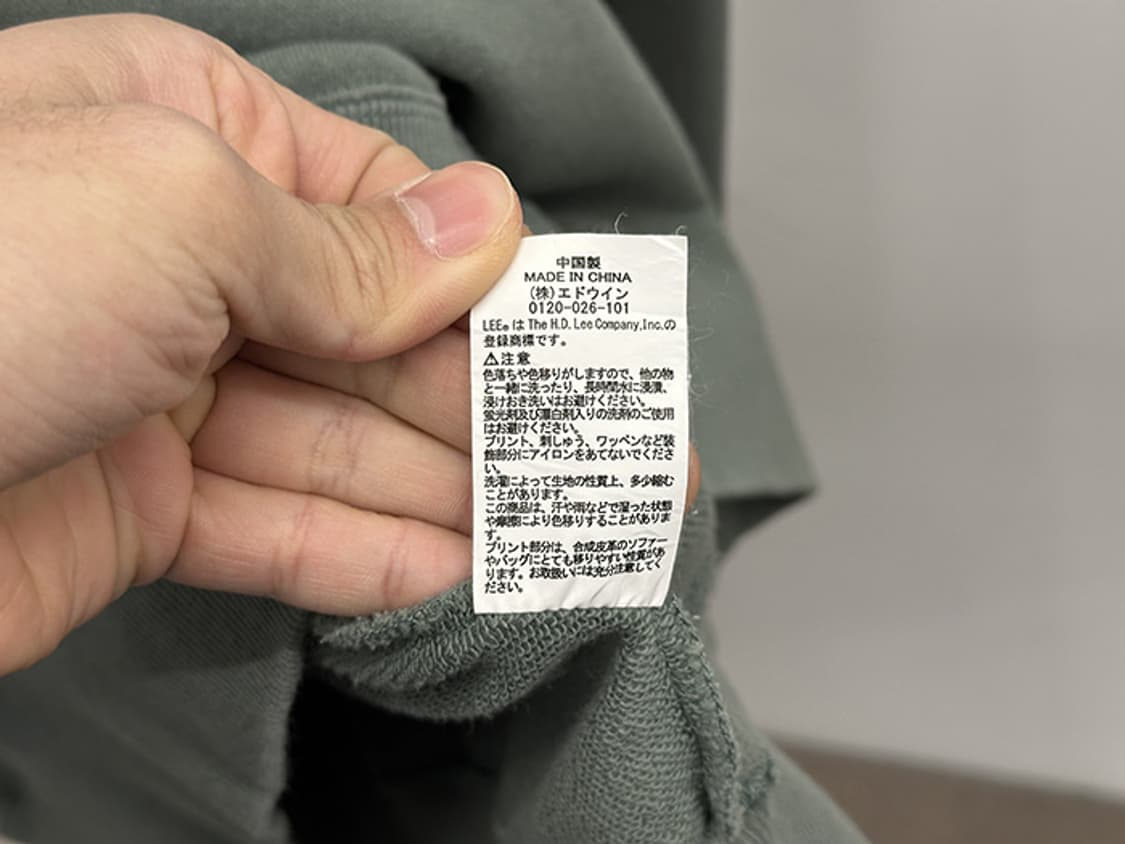 中国製
MADE IN CHINA
(株)エドウイン
0120-026-101
LEE® は The H.D. Lee Company,Inc.の
登録商標です。
⚠注意
色落ちや色移りがしますので、他の物
と一緒に洗ったり、長時間水に浸漬、
浸けおき洗いはお避けください。
蛍光剤及び漂白剤入りの洗剤のご使用
はお避けください。
プリント、刺しゅう、ワッペンなど装
飾部分にアイロンをあてないでくださ
い。
洗濯によって生地の性質上、多少縮む
ことがあります。
この商品は、汗や雨などで湿った状態
や摩擦により色移りすることがありま
す。
プリント部分は、合成皮革のソファー
やバッグにとても移りやすい性質があ
ります。お取扱いには充分注意してく
ださい。